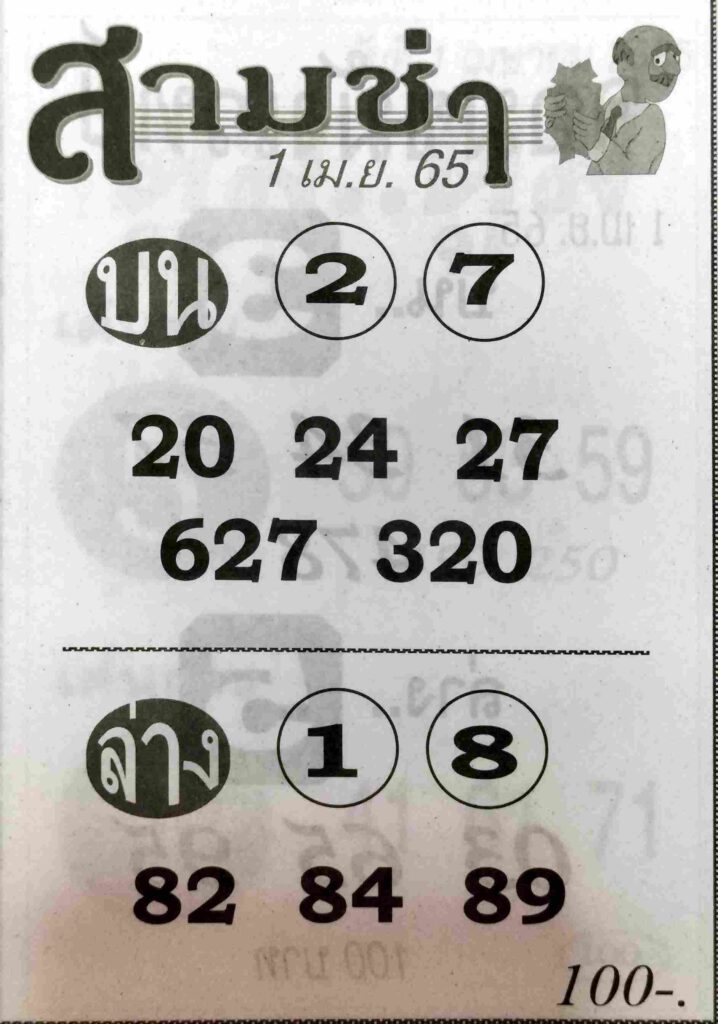 สามช่า
1 เม.ย. 65
บน 2 7
20 24 27
627 320
ล่าง 1 8
82 84 89
100-.